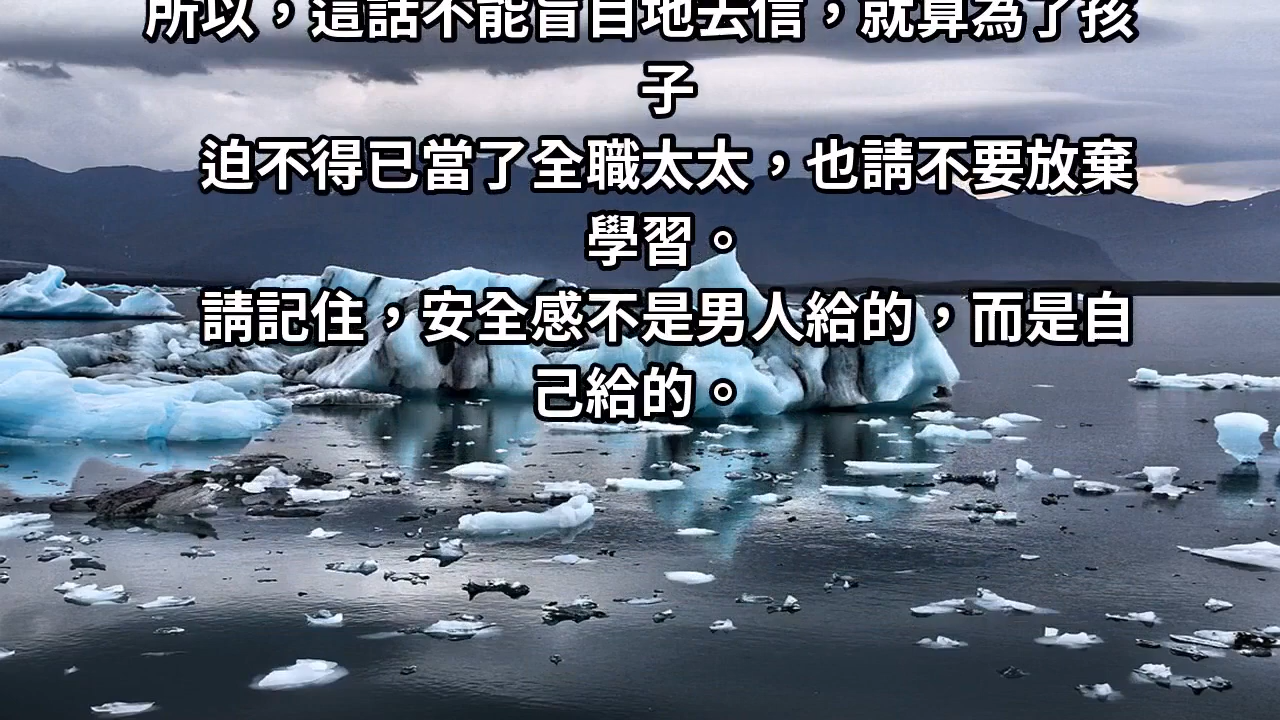 所以，這話不能盲目地去信，就算為了孩
子
迫不得已當了全職太太，也請不要放棄
學習。
請記住，安全感不是男人給的，而是自
己給的。